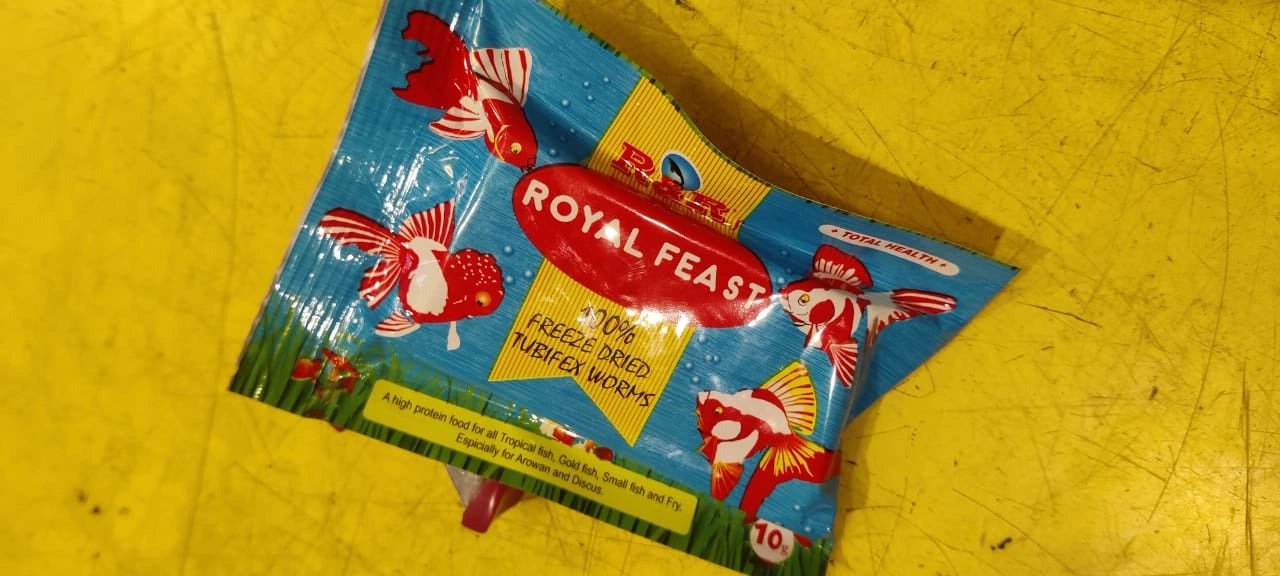 R&R
ROYAL FEAST
+ TOTAL HEALTH +
100%
FREEZE DRIED
TUBIFEX WORMS
A high protein food for all Tropical fish, Gold fish, Small fish and Fry.
Espicially for Arowan and Discus.
10g